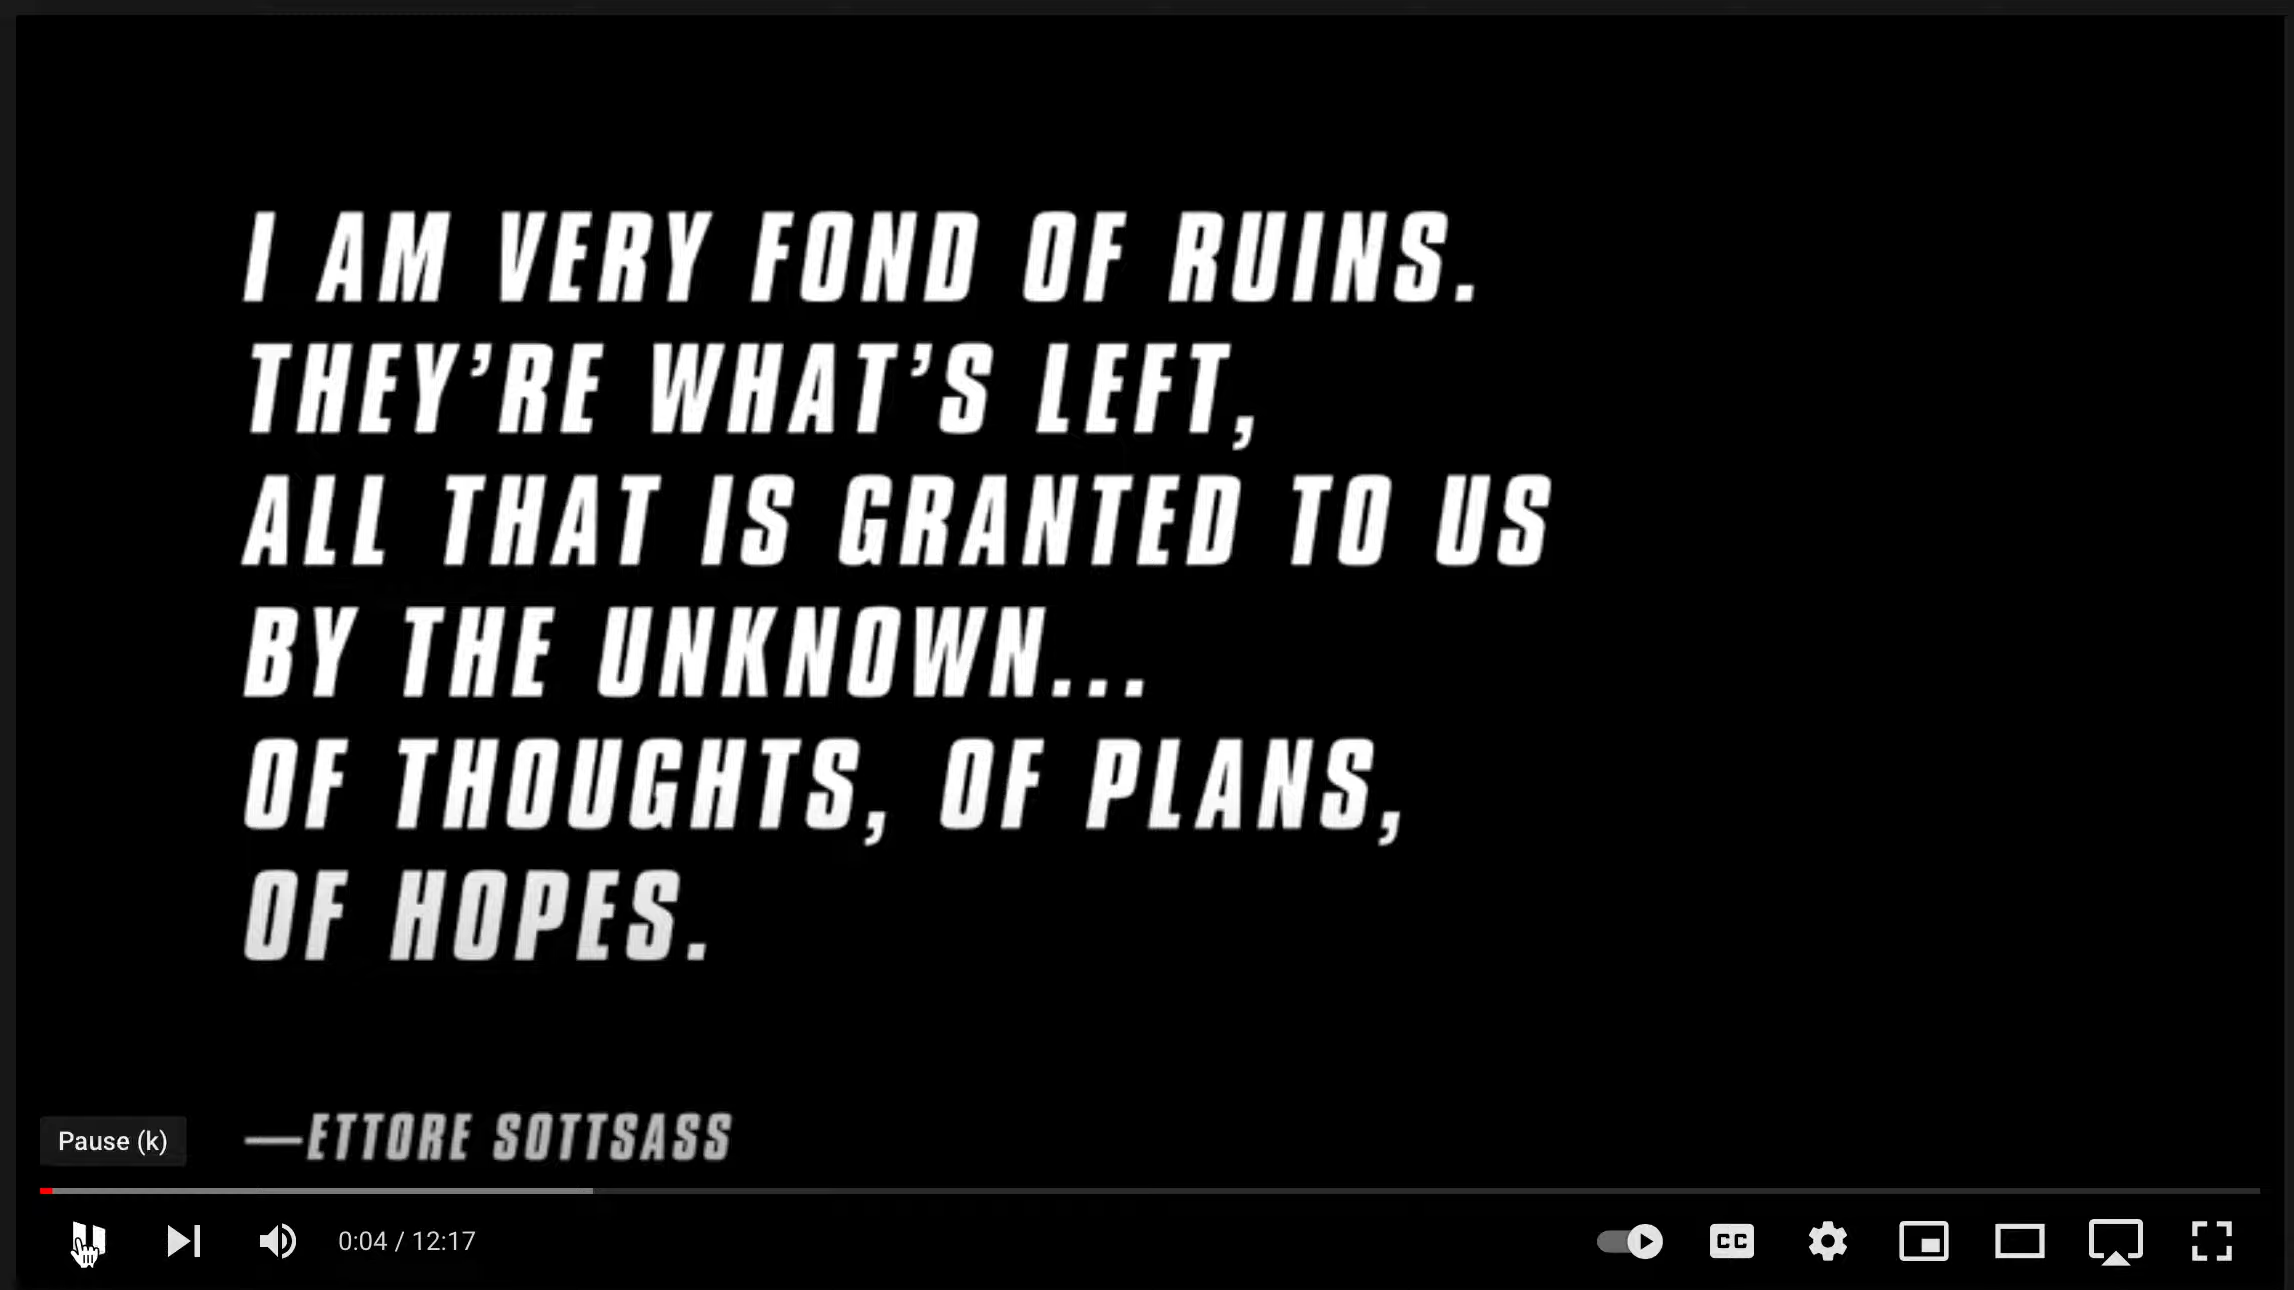 I AM VERY FOND OF RUINS.
THEY'RE WHAT'S LEFT,
ALL THAT IS GRANTED TO US
BY THE UNKNOWN...
OF THOUGHTS, OF PLANS,
OF HOPES.
—ETTORE SOTTSASS
Pause (k)
0:04 / 12:17
CC